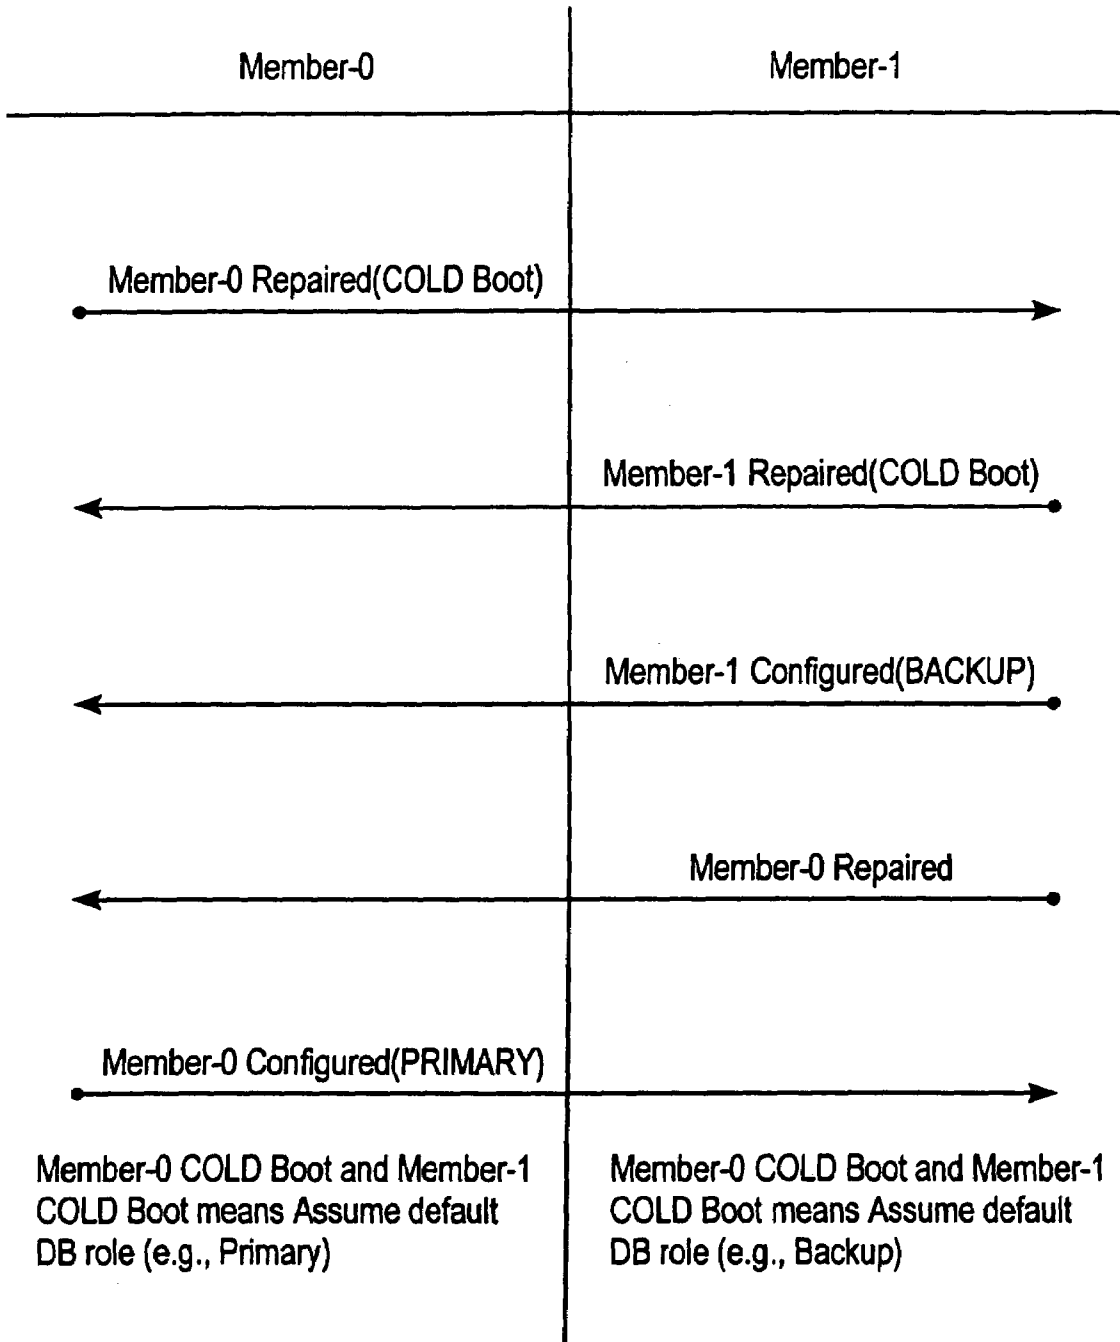 Member-0
Member-1
Member-0 Repaired(COLD Boot)
Member-1 Repaired(COLD Boot)
Member-1 Configured(BACKUP)
Member-0 Repaired
Member-0 Configured(PRIMARY)
Member-0 COLD Boot and Member-1
COLD Boot means Assume default
DB role (e.g., Primary)
Member-0 COLD Boot and Member-1
COLD Boot means Assume default
DB role (e.g., Backup)